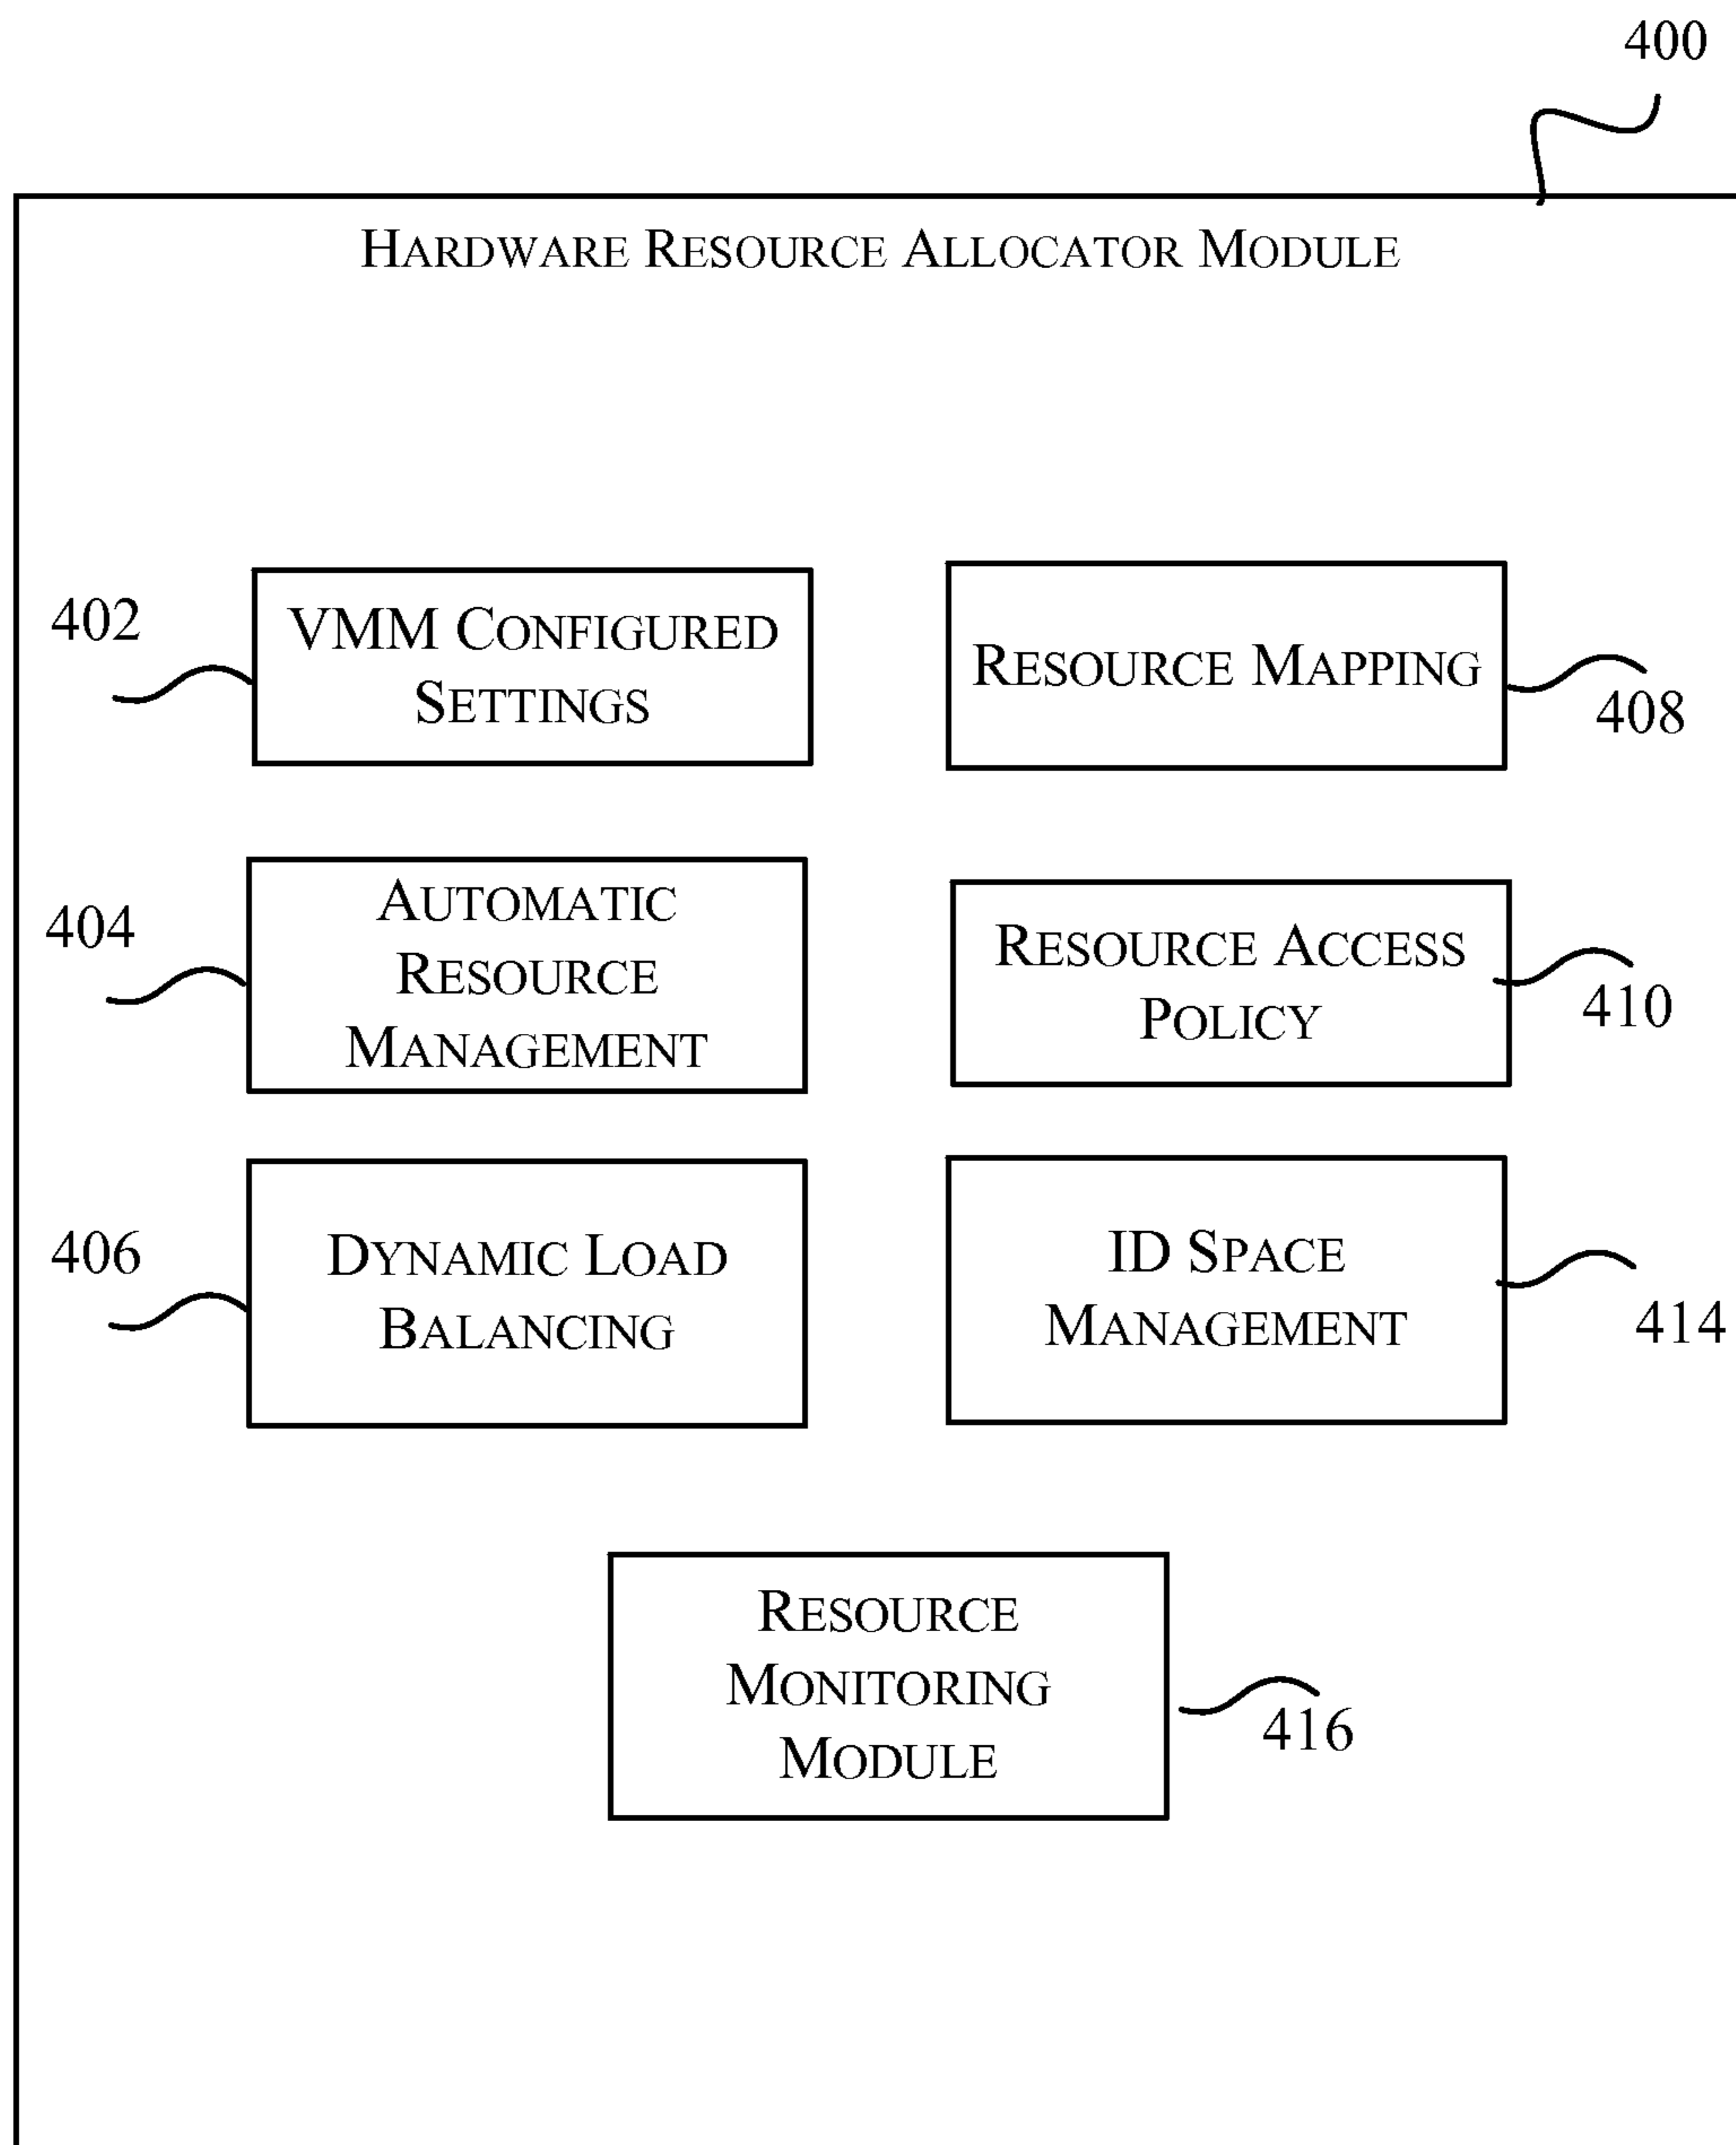 400
Hardware Resource Allocator Module
402
VMM Configured
Settings
Resource Mapping
408
404
Automatic
Resource
Management
Resource Access
Policy
410
406
Dynamic Load
Balancing
ID Space
Management
414
Resource
Monitoring
Module
416